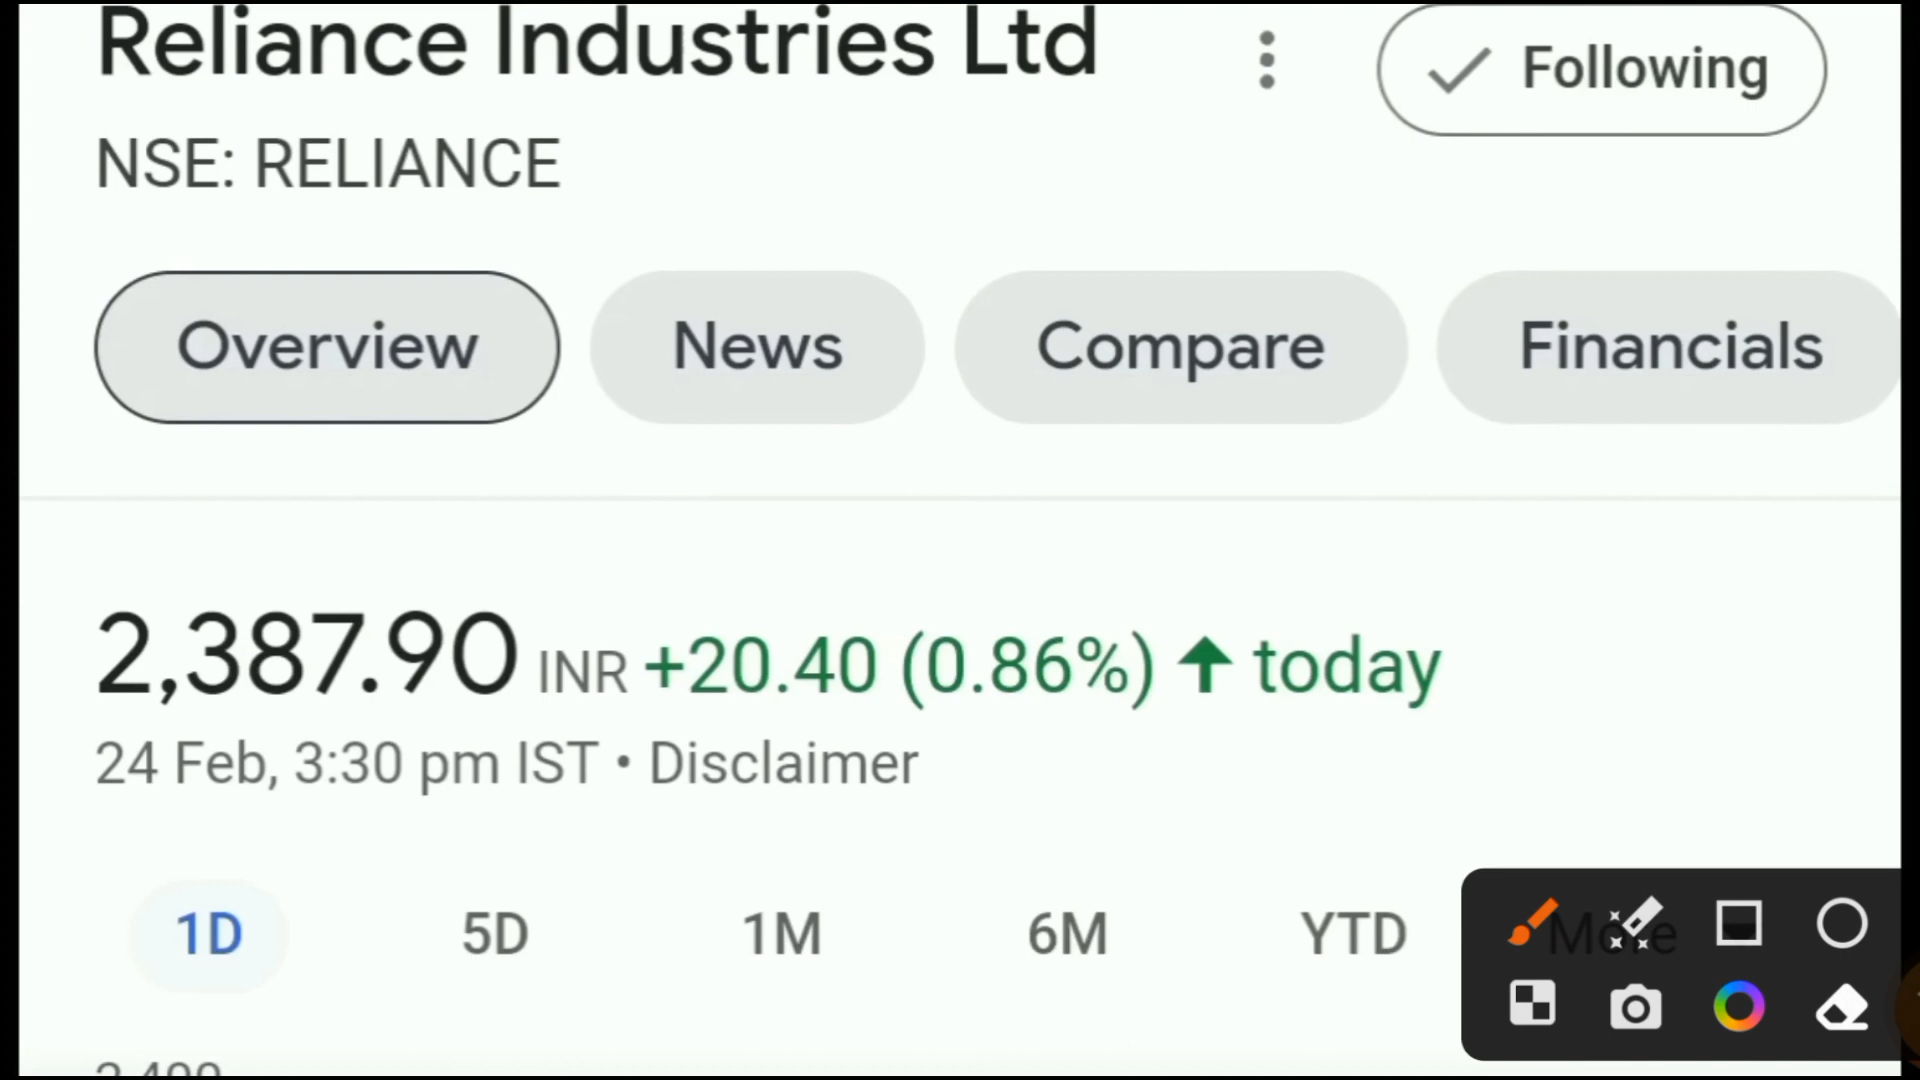 Reliance Industries Ltd
Following
NSE: RELIANCE
Overview News Compare Financials
2,387.90 INR +20.40 (0.86%) ↑ today
24 Feb, 3:30 pm IST • Disclaimer
1D 5D 1M 6M YTD More